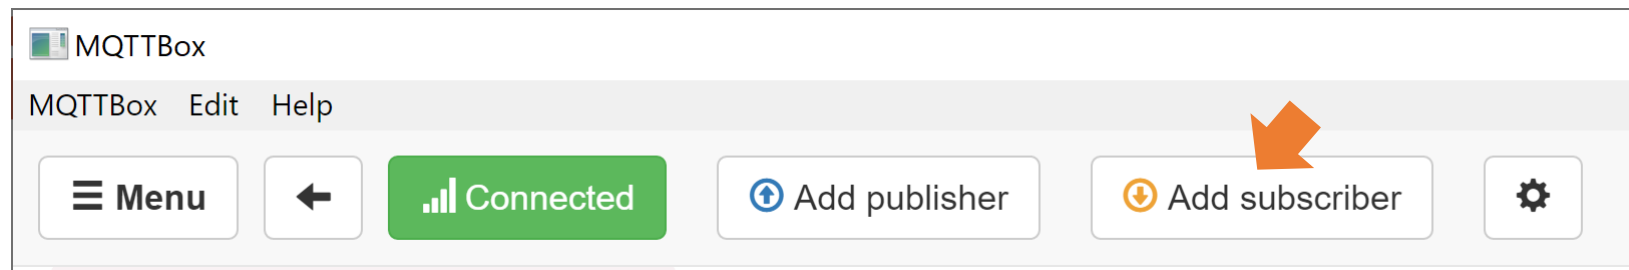 MQTTBox
MQTTBox Edit Help
Menu Connected Add publisher Add subscriber